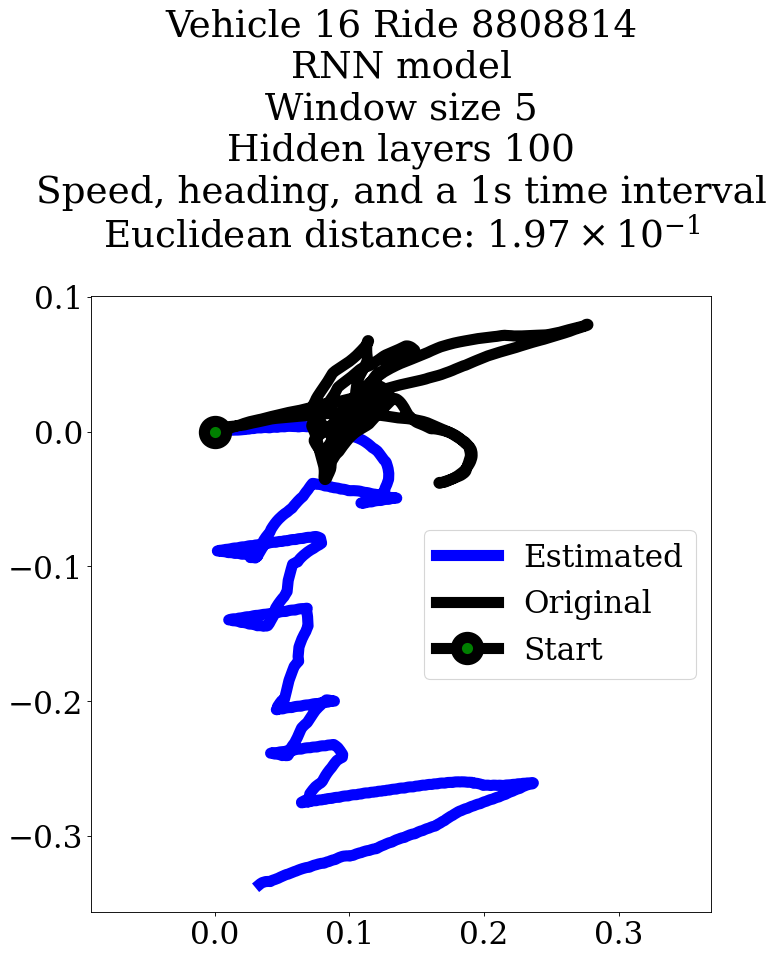 Vehicle 16 Ride 8808814
RNN model
Window size 5
Hidden layers 100
Speed, heading, and a 1s time interval
Euclidean distance: 1.97 × 10⁻¹
0.1
0.0
−0.1
−0.2
−0.3
Estimated
Original
Start
0.0 0.1 0.2 0.3